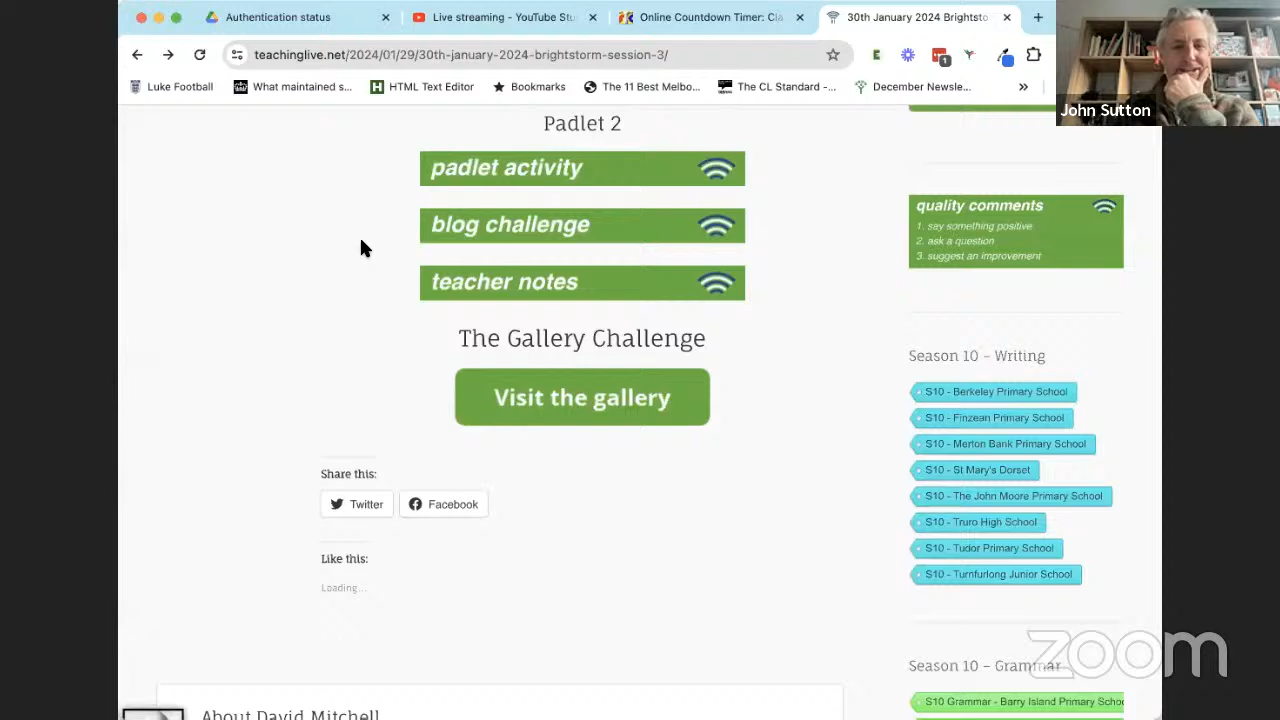 Authentication status
Live streaming - YouTube Stu
Online Countdown Timer: Cla
30th January 2024 Brightsto
teachinglive.net/2024/01/29/30th-january-2024-brightstorm-session-3/
1
Luke Football
What maintained s...
HTML Text Editor
Bookmarks
The 11 Best Melbo...
The CL Standard -...
December Newsle...
»
John Sutton
Padlet 2
padlet activity
blog challenge
teacher notes
The Gallery Challenge
Visit the gallery
Share this:
Twitter
Facebook
Like this:
Loading...
About David Mitchell
quality comments
1. say something positive
2. ask a question
3. suggest an improvement
Season 10 – Writing
S10 - Berkeley Primary School
S10 - Finzean Primary School
S10 - Merton Bank Primary School
S10 - St Mary's Dorset
S10 - The John Moore Primary School
S10 - Truro High School
S10 - Tudor Primary School
S10 - Turnfurlong Junior School
Season 10 – Grammar
S10 Grammar - Barry Island Primary Schoo
zoom